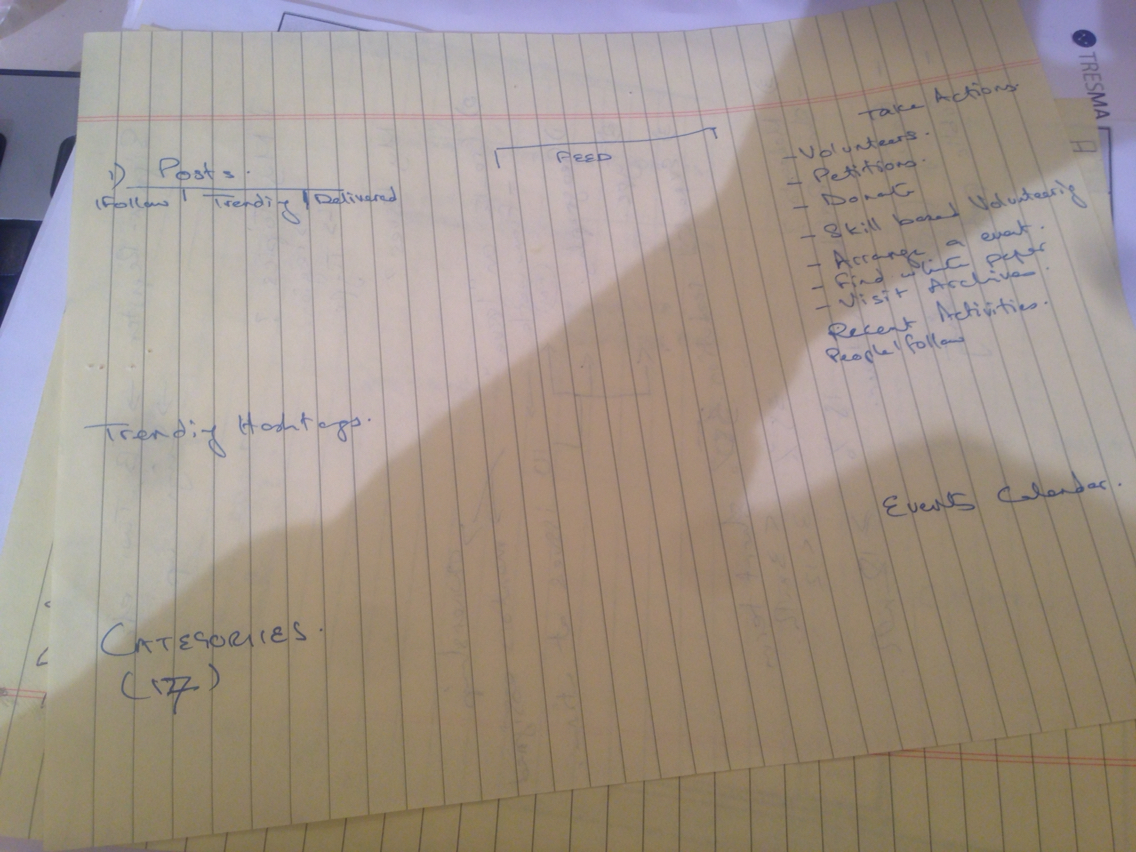 1) Posts.
I Follow | Trending | Delivered
Trending Hashtags.
CATEGORIES.
(17)
FEED
Take Actions.
- Volunteers.
- Petitions.
- Donate
- Skill based Volunteering
- Arrange a event.
- Find white paper
- Visit Archives.
Recent Activities.
People I follow
Events Calendar.
TRESMA
A